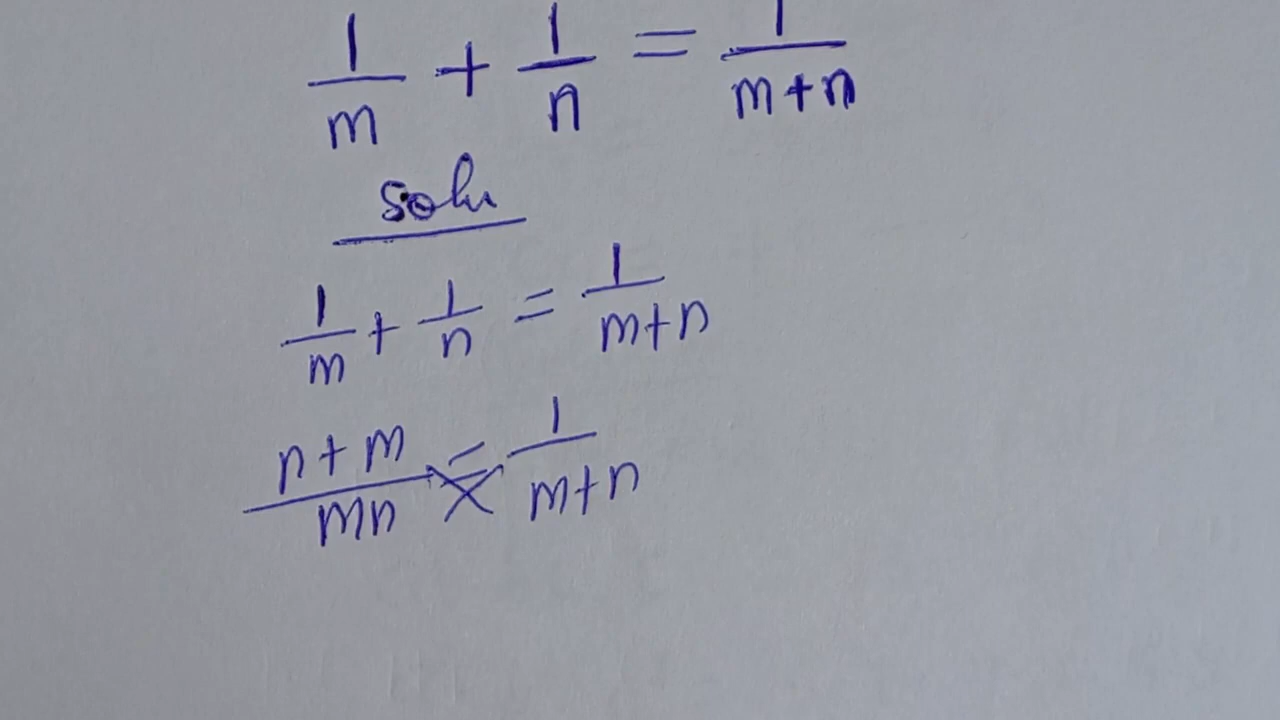 1/m + 1/n = 1/(m+n)
Soln
1/m + 1/n = 1/(m+n)
(n+m)/mn = 1/(m+n)